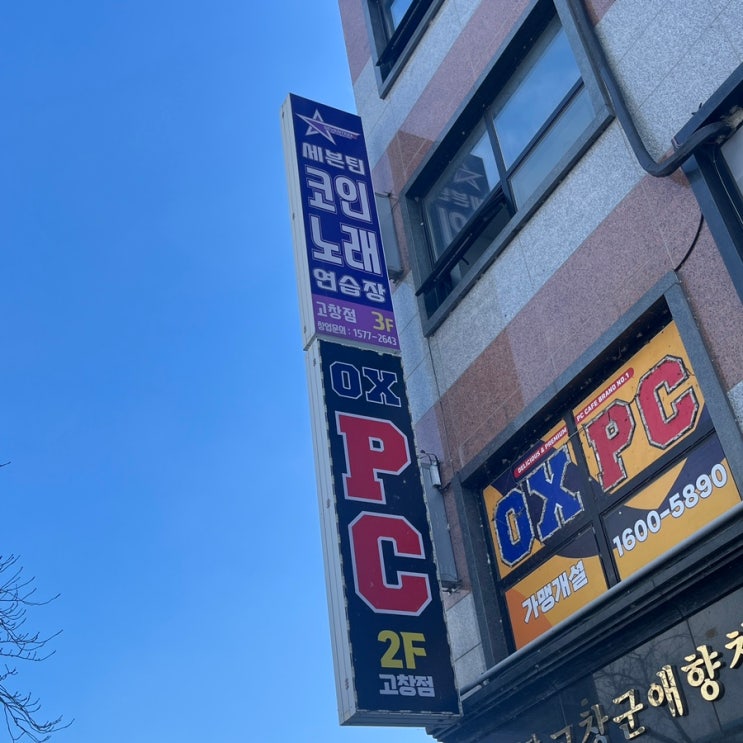 세븐틴
코인
노래
연습장
고창점 3F
창업문의 : 1577-2643
OX
PC
2F
고창점
DELICIOUS & PREMIUM PC CAFE BRAND NO.1
OX PC
가맹개설 1600-5890
고창군애향